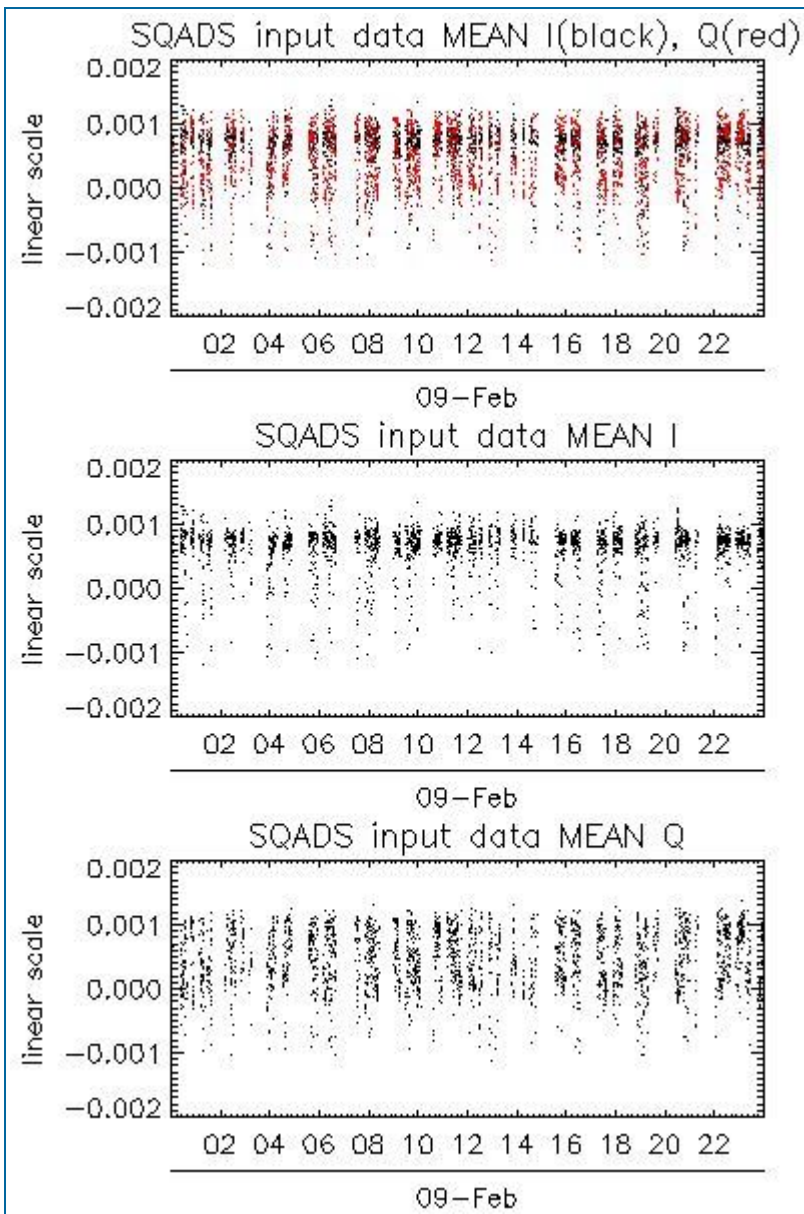 SQADS input data MEAN I(black), Q(red)
0.002
0.001
0.000
-0.001
-0.002
linear scale
02 04 06 08 10 12 14 16 18 20 22
09-Feb
SQADS input data MEAN I
0.002
0.001
0.000
-0.001
-0.002
linear scale
02 04 06 08 10 12 14 16 18 20 22
09-Feb
SQADS input data MEAN Q
0.002
0.001
0.000
-0.001
-0.002
linear scale
02 04 06 08 10 12 14 16 18 20 22
09-Feb